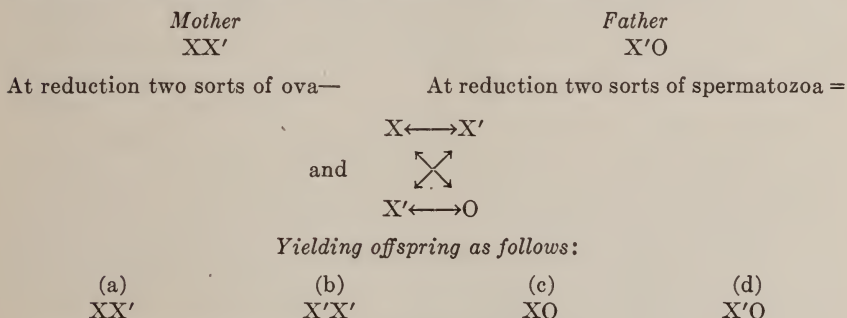 Mother Father
XX′ X′O
At reduction two sorts of ova— At reduction two sorts of spermatozoa =
X⟷X′
and
X′⟷O
Yielding offspring as follows:
(a) (b) (c) (d)
XX′ X′X′ XO X′O